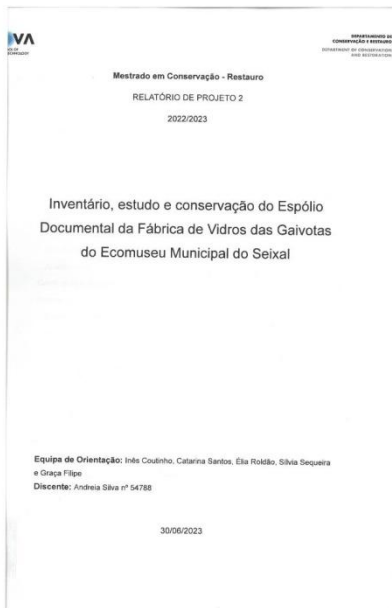 VA
DEPARTAMENTO DE
CONSERVAÇÃO E RESTAURO
DEPARTMENT OF CONSERVATION
AND RESTORATION
Mestrado em Conservação - Restauro
RELATÓRIO DE PROJETO 2
2022/2023
Inventário, estudo e conservação do Espólio
Documental da Fábrica de Vidros das Gaivotas
do Ecomuseu Municipal do Seixal
Equipa de Orientação: Inês Coutinho, Catarina Santos, Élia Roldão, Sílvia Sequeira
e Graça Filipe
Discente: Andreia Silva nº 54788
30/06/2023